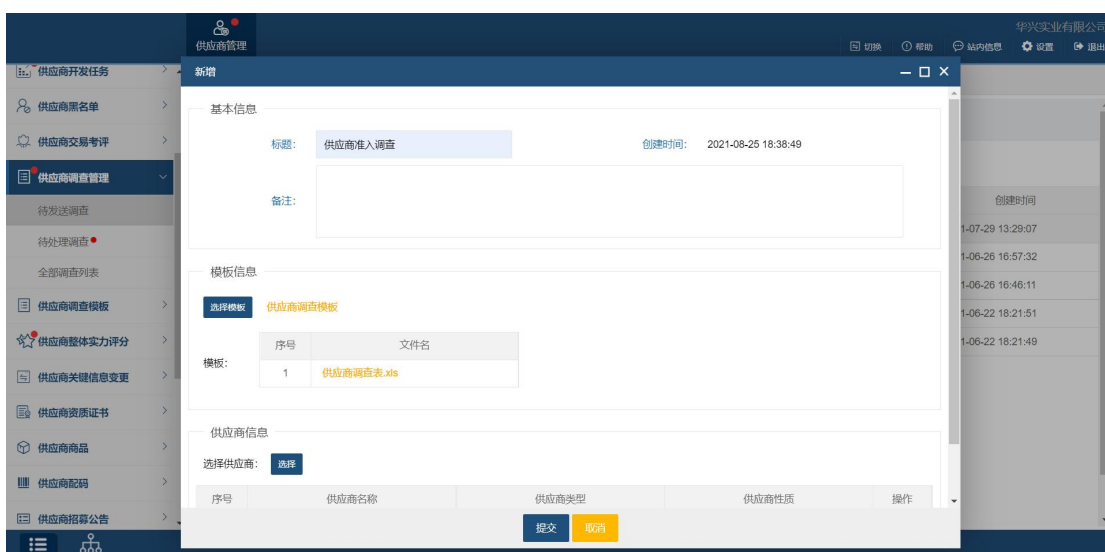 华兴实业有限公司
供应商管理
切换 帮助 站内信息 设置 退出
供应商开发任务
供应商黑名单
供应商交易考评
供应商调查管理
待发送调查
待处理调查
全部调查列表
供应商调查模板
供应商整体实力评分
供应商关键信息变更
供应商资质证书
供应商商品
供应商配码
供应商招募公告
新增
基本信息
标题: 供应商准入调查 创建时间: 2021-08-25 18:38:49
备注:
模板信息
选择模板 供应商调查模板
模板:
序号 文件名
1 供应商调查表.xls
供应商信息
选择供应商: 选择
序号 供应商名称 供应商类型 供应商性质 操作
提交 取消
创建时间
1-07-29 13:29:07
1-06-26 16:57:32
1-06-26 16:46:11
1-06-22 18:21:51
1-06-22 18:21:49